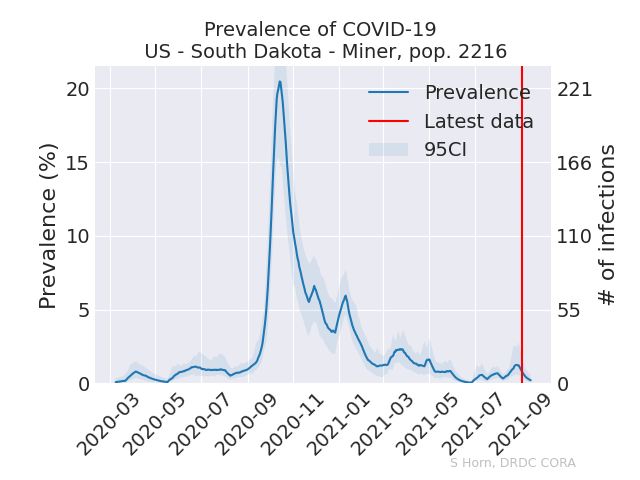 Prevalence of COVID-19
US - South Dakota - Miner, pop. 2216
Prevalence (%)
20
15
10
5
0
Prevalence
Latest data
95CI
221
166
110
55
0
# of infections
2020-03
2020-05
2020-07
2020-09
2020-11
2021-01
2021-03
2021-05
2021-07
2021-09
S Horn, DRDC CORA